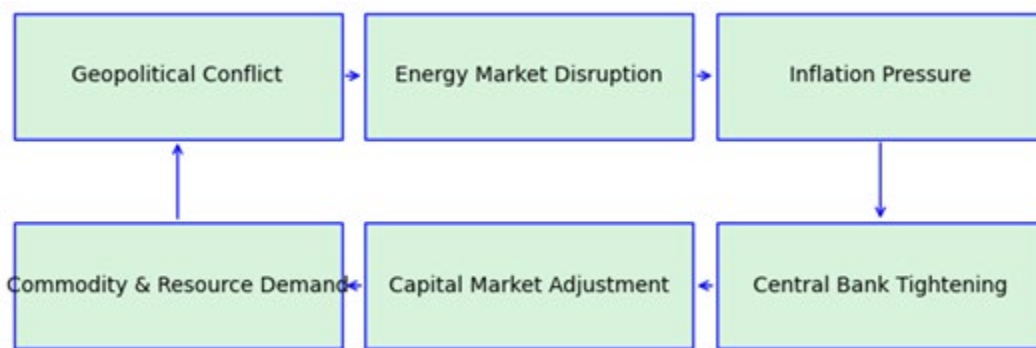 Geopolitical Conflict
Energy Market Disruption
Inflation Pressure
Commodity & Resource Demand
Capital Market Adjustment
Central Bank Tightening